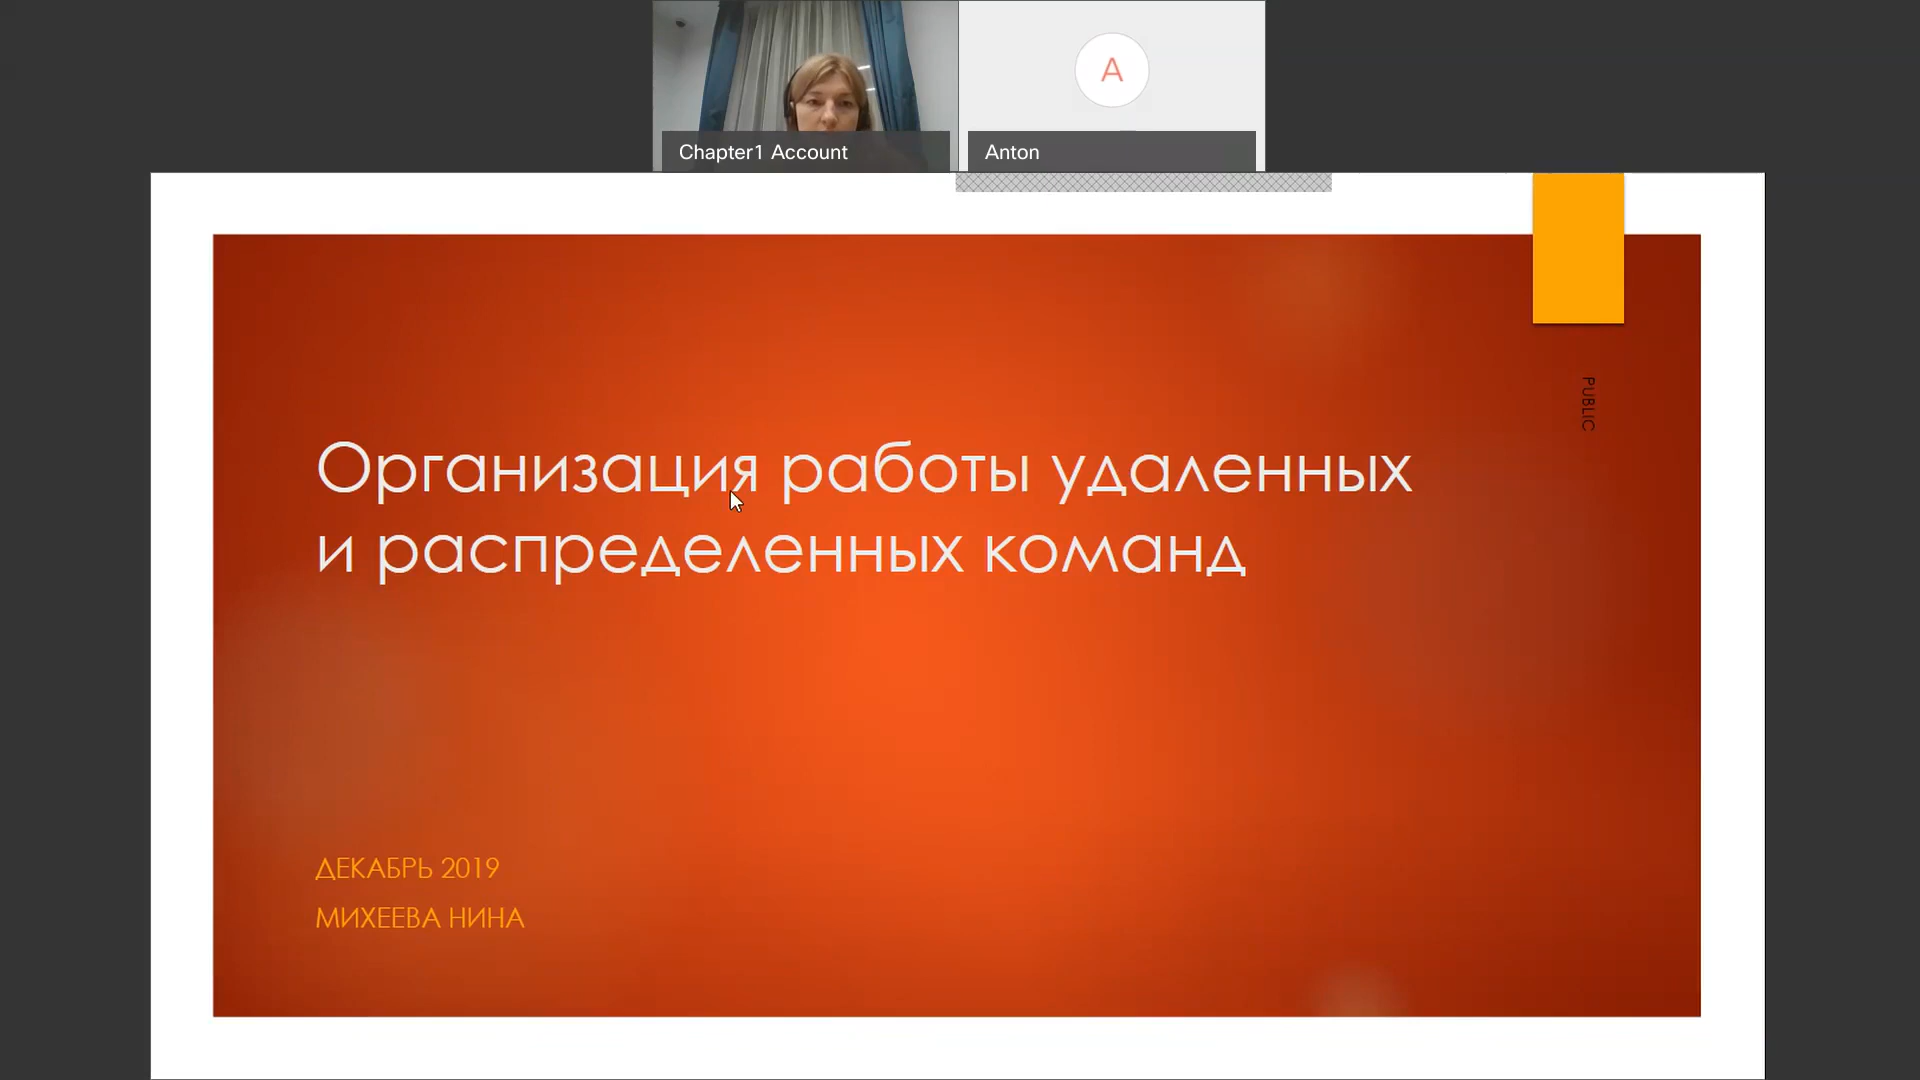 Chapter1 Account
A
Anton
PUBLIC
Организация работы удаленных
и распределенных команд
ДЕКАБРЬ 2019
МИХЕЕВА НИНА